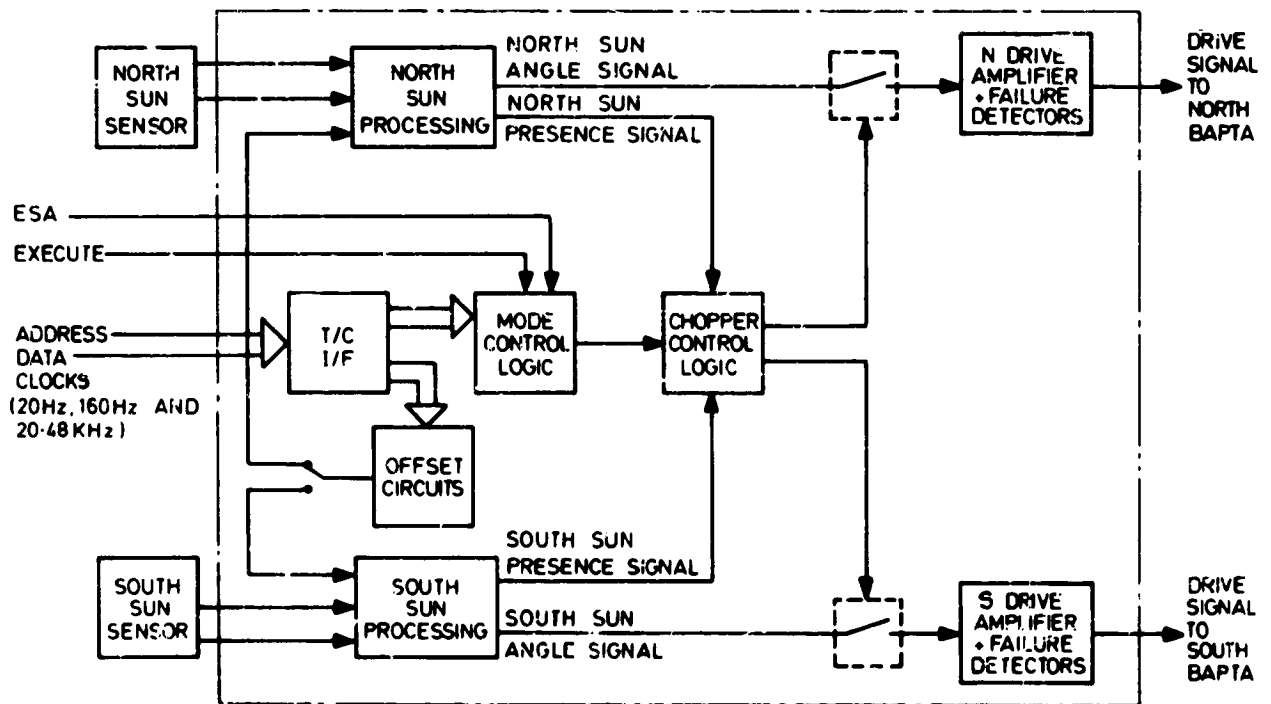 NORTH SUN SENSOR
NORTH SUN PROCESSING
NORTH SUN
ANGLE SIGNAL
NORTH SUN
PRESENCE SIGNAL
N DRIVE
AMPLIFIER
+ FAILURE
DETECTORS
DRIVE
SIGNAL
TO
NORTH
BAPTA
ESA
EXECUTE
ADDRESS
DATA
CLOCKS
(20Hz, 160Hz AND
20·48KHz)
T/C
I/F
MODE
CONTROL
LOGIC
CHOPPER
CONTROL
LOGIC
OFFSET
CIRCUITS
SOUTH
SUN
SENSOR
SOUTH
SUN
PROCESSING
SOUTH SUN
PRESENCE SIGNAL
SOUTH SUN
ANGLE SIGNAL
S DRIVE
AMPLIFIER
+ FAILURE
DETECTORS
DRIVE
SIGNAL
TO
SOUTH
BAPTA